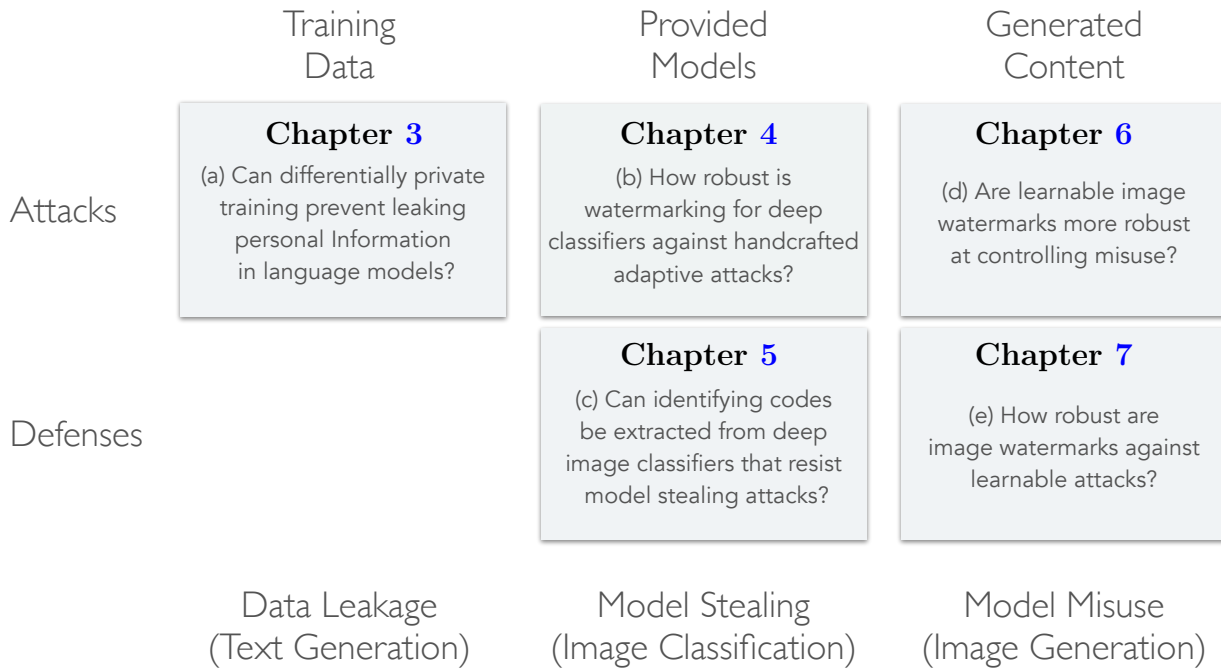 Training
Data
Provided
Models
Generated
Content
Attacks
Chapter 3
(a) Can differentially private
training prevent leaking
personal Information
in language models?
Chapter 4
(b) How robust is
watermarking for deep
classifiers against handcrafted
adaptive attacks?
Chapter 6
(d) Are learnable image
watermarks more robust
at controlling misuse?
Defenses
Chapter 5
(c) Can identifying codes
be extracted from deep
image classifiers that resist
model stealing attacks?
Chapter 7
(e) How robust are
image watermarks against
learnable attacks?
Data Leakage
(Text Generation)
Model Stealing
(Image Classification)
Model Misuse
(Image Generation)